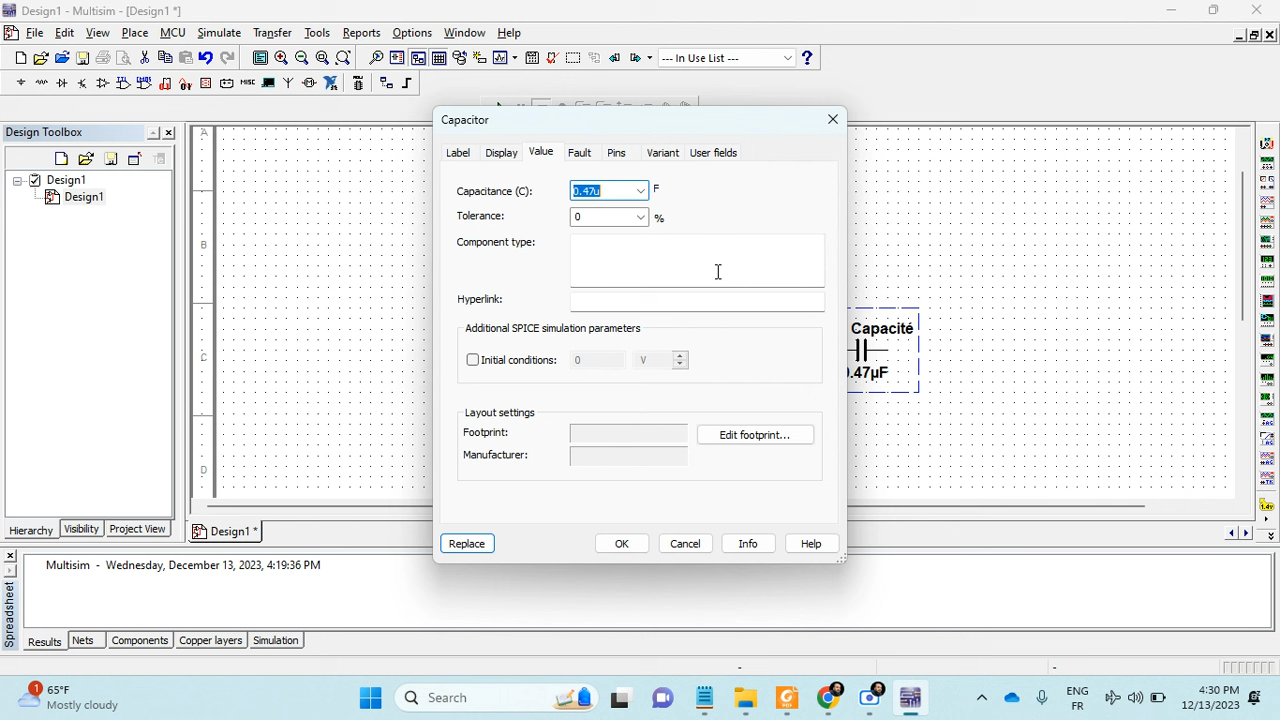 Design1 - Multisim - [Design1 *]
File Edit View Place MCU Simulate Transfer Tools Reports Options Window Help
--- In Use List ---
Design Toolbox
Design1
Design1
Hierarchy Visibility Project View
A
B
C
D
Capacitor
Label Display Value Fault Pins Variant User fields
Capacitance (C): 0.47u F
Tolerance: 0 %
Component type:
Hyperlink:
Additional SPICE simulation parameters
Initial conditions: 0 V
Layout settings
Footprint: Edit footprint...
Manufacturer:
Replace OK Cancel Info Help
Capacité
0.47µF
Design1 *
Spreadsheet
Multisim - Wednesday, December 13, 2023, 4:19:36 PM
Results Nets Components Copper layers Simulation
- -
1
65°F
Mostly cloudy
Search
ENG
FR
4:30 PM
12/13/2023